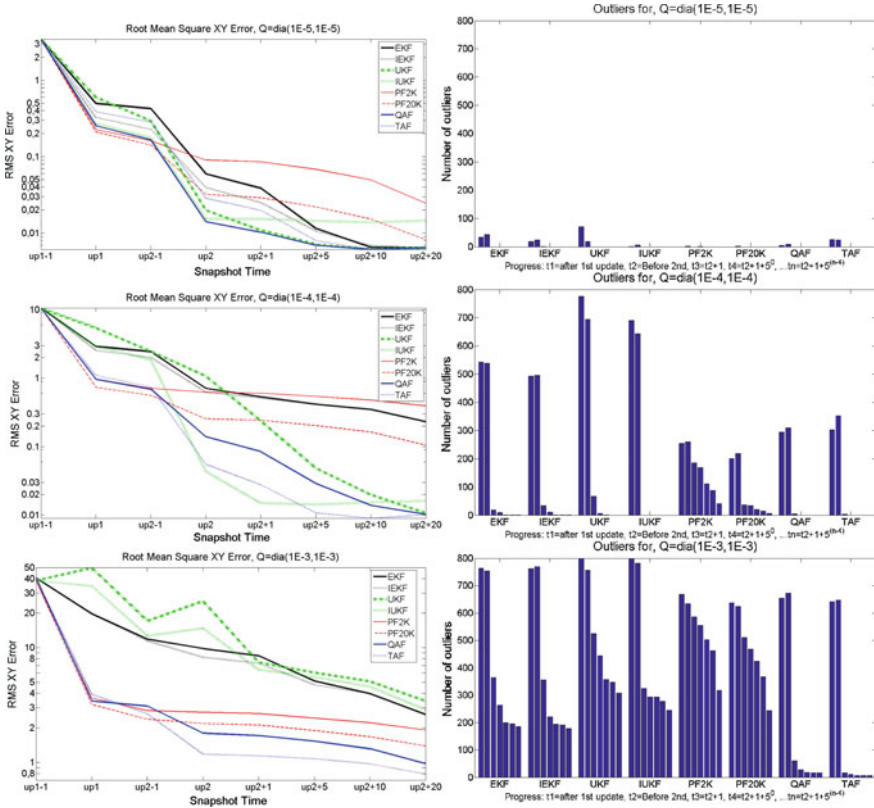 Root Mean Square XY Error, Q=dia(1E-5,1E-5)
RMS XY Error
3
2
1
0,5
0,4
0,3
0,2
0,1
0,05
0,04
0,03
0,02
0,01
EKF
IEKF
UKF
IUKF
PF2K
PF20K
QAF
TAF
up1-1 up1 up2-1 up2 up2+1 up2+5 up2+10 up2+20
Snapshot Time
Outliers for, Q=dia(1E-5,1E-5)
Number of outliers
800
700
600
500
400
300
200
100
0
EKF IEKF UKF IUKF PF2K PF20K QAF TAF
Progress: t1=after 1st update, t2=Before 2nd, t3=t2+1, t4=t2+1+5^0, ...tn=t2+1+5^(n-4)
Root Mean Square XY Error, Q=dia(1E-4,1E-4)
RMS XY Error
10
3
2
1
0.3
0.2
0.1
0.03
0.02
0.01
EKF
IEKF
UKF
IUKF
PF2K
PF20K
QAF
TAF
up1-1 up1 up2-1 up2 up2+1 up2+5 up2+10 up2+20
Snapshot Time
Outliers for, Q=dia(1E-4,1E-4)
Number of outliers
800
700
600
500
400
300
200
100
0
EKF IEKF UKF IUKF PF2K PF20K QAF TAF
Progress: t1=after 1st update, t2=Before 2nd, t3=t2+1, t4=t2+1+5^0, ...tn=t2+1+5^(n-4)
Root Mean Square XY Error, Q=dia(1E-3,1E-3)
RMS XY Error
50
40
30
20
10
8
6
4
3
2
1
0,8
EKF
IEKF
UKF
IUKF
PF2K
PF20K
QAF
TAF
up1-1 up1 up2-1 up2 up2+1 up2+5 up2+10 up2+20
Snapshot Time
Outliers for, Q=dia(1E-3,1E-3)
Number of outliers
800
700
600
500
400
300
200
100
0
EKF IEKF UKF IUKF PF2K PF20K QAF TAF
Progress: t1=after 1st update, t2=Before 2nd, t3=t2+1, t4=t2+1+5^0, ...tn=t2+1+5^(n-4)